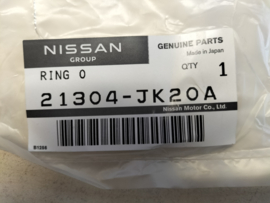 NISSAN
GROUP
GENUINE PARTS
Made in Japan
RING O
QTY 1
21304-JK20A
Nissan Motor Co., Ltd.